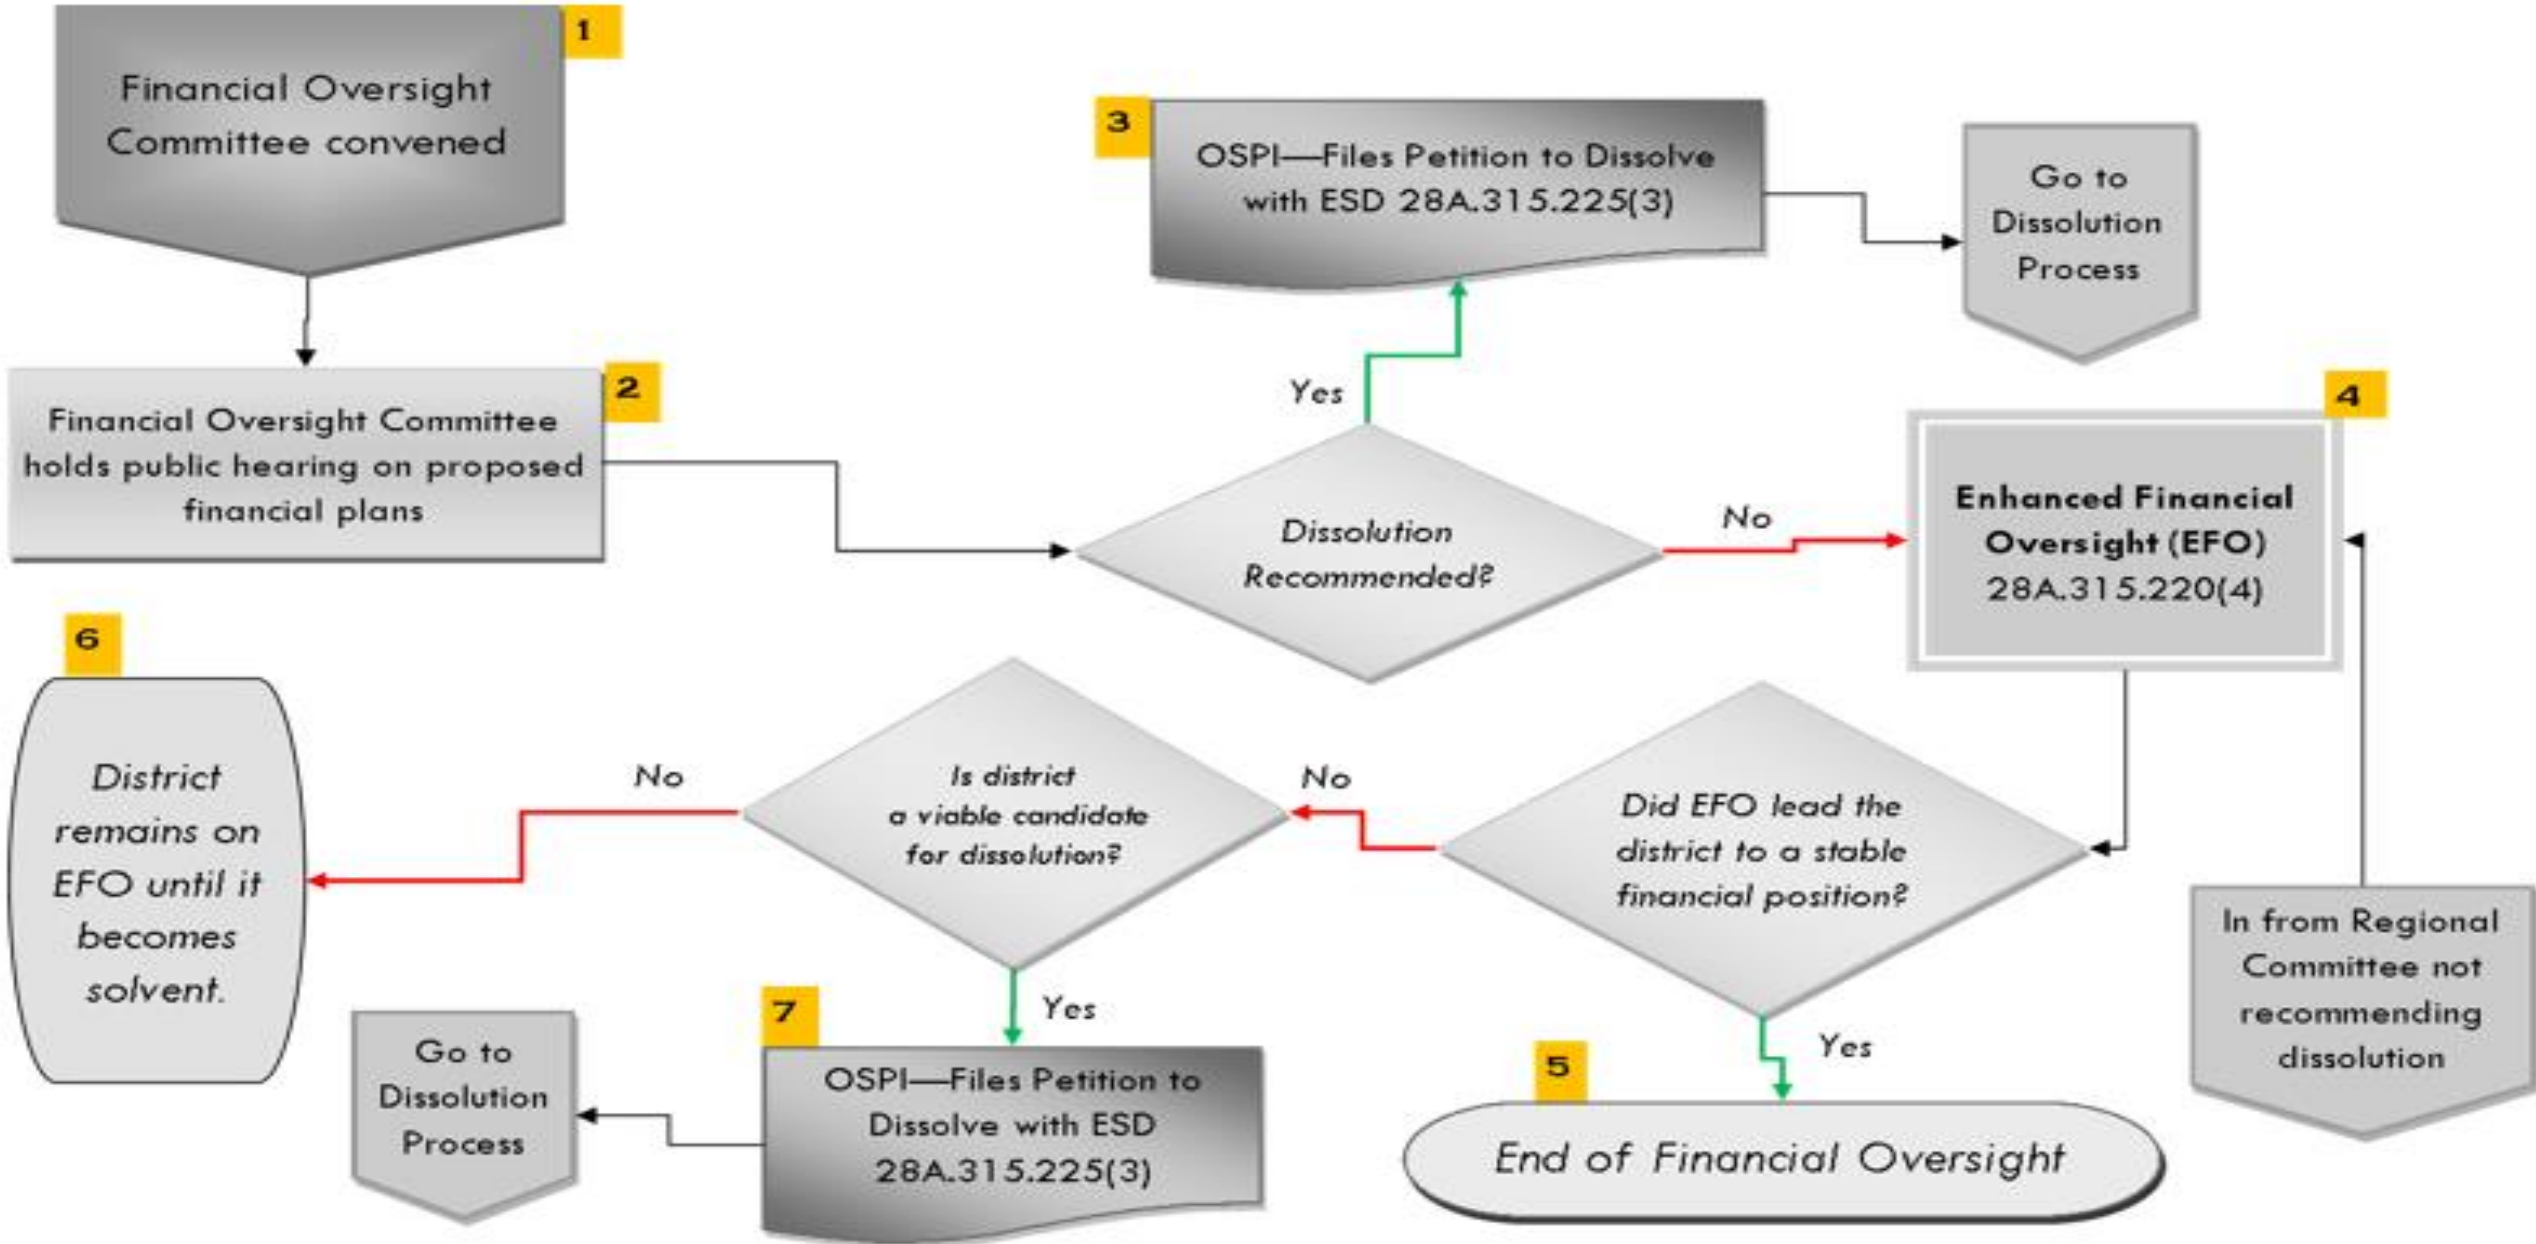 1
Financial Oversight
Committee convened
2
Financial Oversight Committee
holds public hearing on proposed
financial plans
3
OSPI—Files Petition to Dissolve
with ESD 28A.315.225(3)
Go to
Dissolution
Process
Yes
Dissolution
Recommended?
No
4
Enhanced Financial
Oversight (EFO)
28A.315.220(4)
In from Regional
Committee not
recommending
dissolution
Did EFO lead the
district to a stable
financial position?
Yes
5
End of Financial Oversight
No
Is district
a viable candidate
for dissolution?
No
6
District
remains on
EFO until it
becomes
solvent.
Yes
7
OSPI—Files Petition to
Dissolve with ESD
28A.315.225(3)
Go to
Dissolution
Process